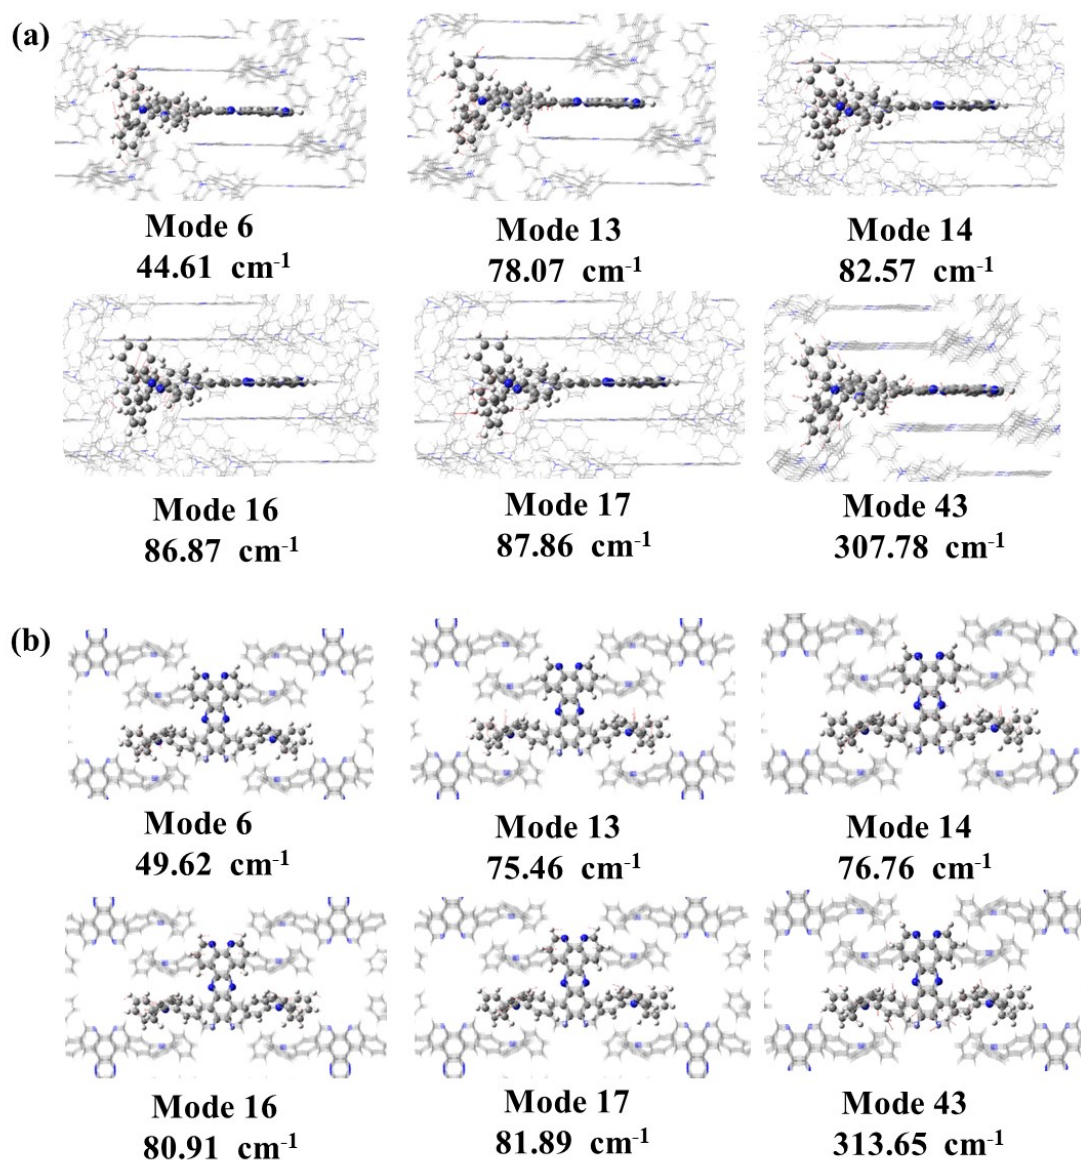 (a)
Mode 6
44.61 cm-1
Mode 13
78.07 cm-1
Mode 14
82.57 cm-1
Mode 16
86.87 cm-1
Mode 17
87.86 cm-1
Mode 43
307.78 cm-1
(b)
Mode 6
49.62 cm-1
Mode 13
75.46 cm-1
Mode 14
76.76 cm-1
Mode 16
80.91 cm-1
Mode 17
81.89 cm-1
Mode 43
313.65 cm-1